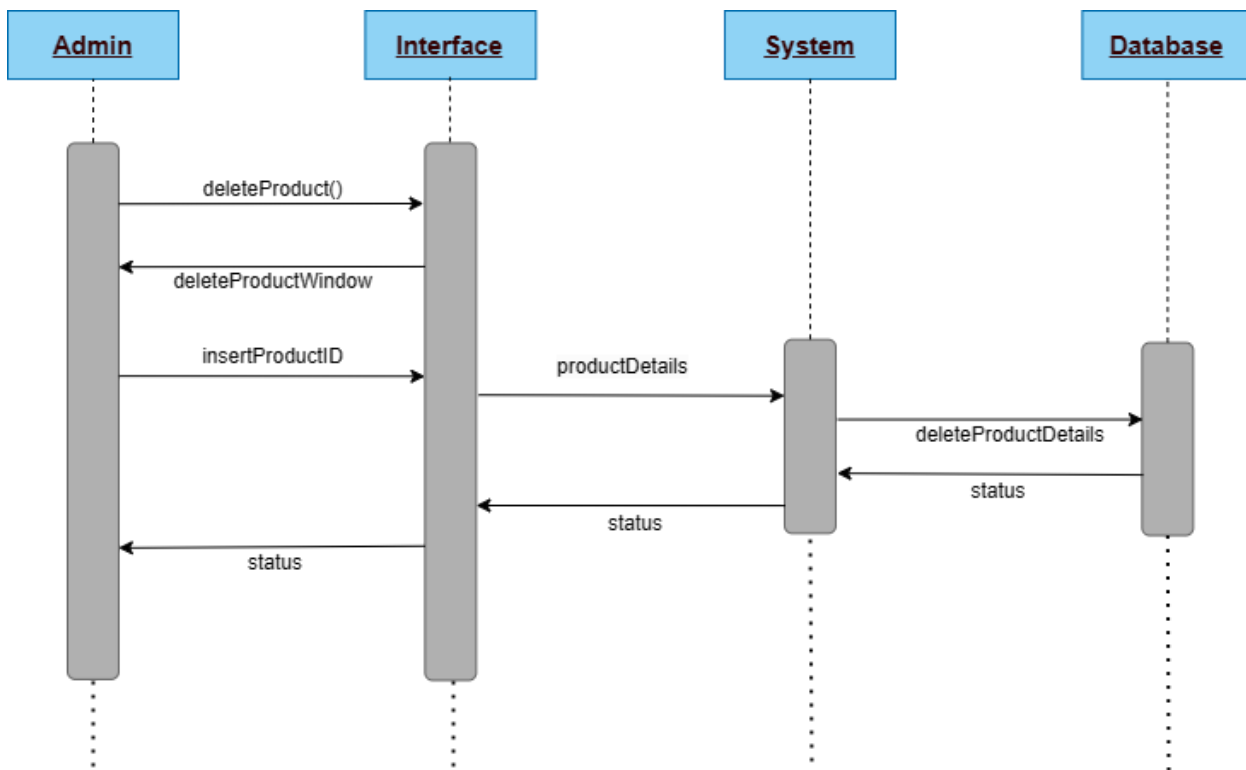 Admin
Interface
System
Database
deleteProduct()
deleteProductWindow
insertProductID
productDetails
deleteProductDetails
status
status
status